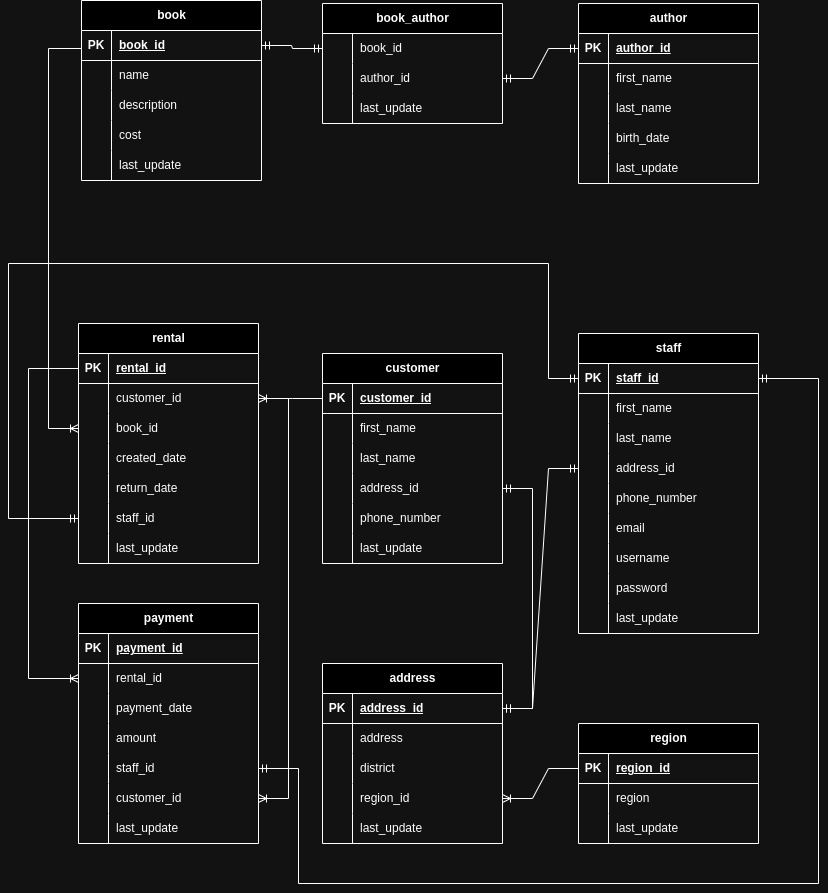 book
PK book_id
name
description
cost
last_update
book_author
book_id
author_id
last_update
author
PK author_id
first_name
last_name
birth_date
last_update
rental
PK rental_id
customer_id
book_id
created_date
return_date
staff_id
last_update
customer
PK customer_id
first_name
last_name
address_id
phone_number
last_update
staff
PK staff_id
first_name
last_name
address_id
phone_number
email
username
password
last_update
payment
PK payment_id
rental_id
payment_date
amount
staff_id
customer_id
last_update
address
PK address_id
address
district
region_id
last_update
region
PK region_id
region
last_update